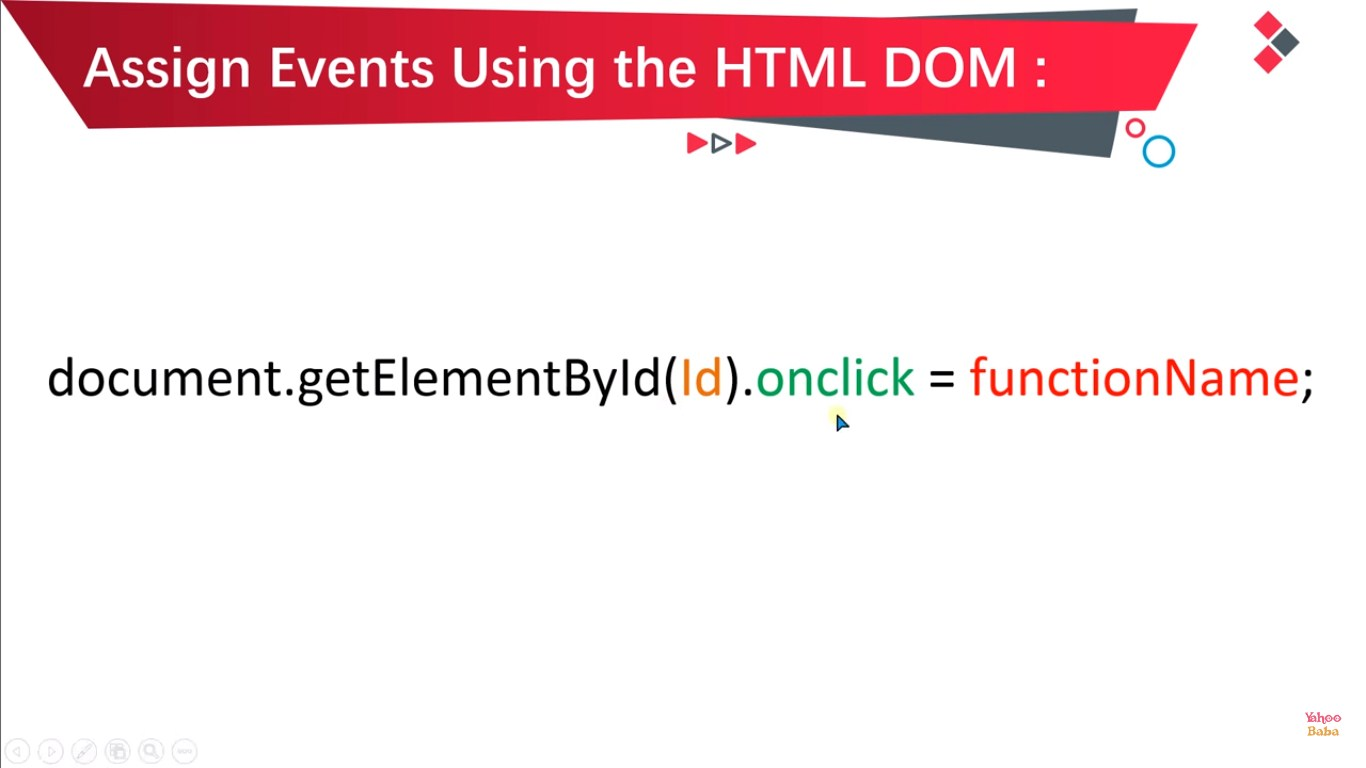 Assign Events Using the HTML DOM :
document.getElementById(Id).onclick = functionName;
Yahoo
Baba